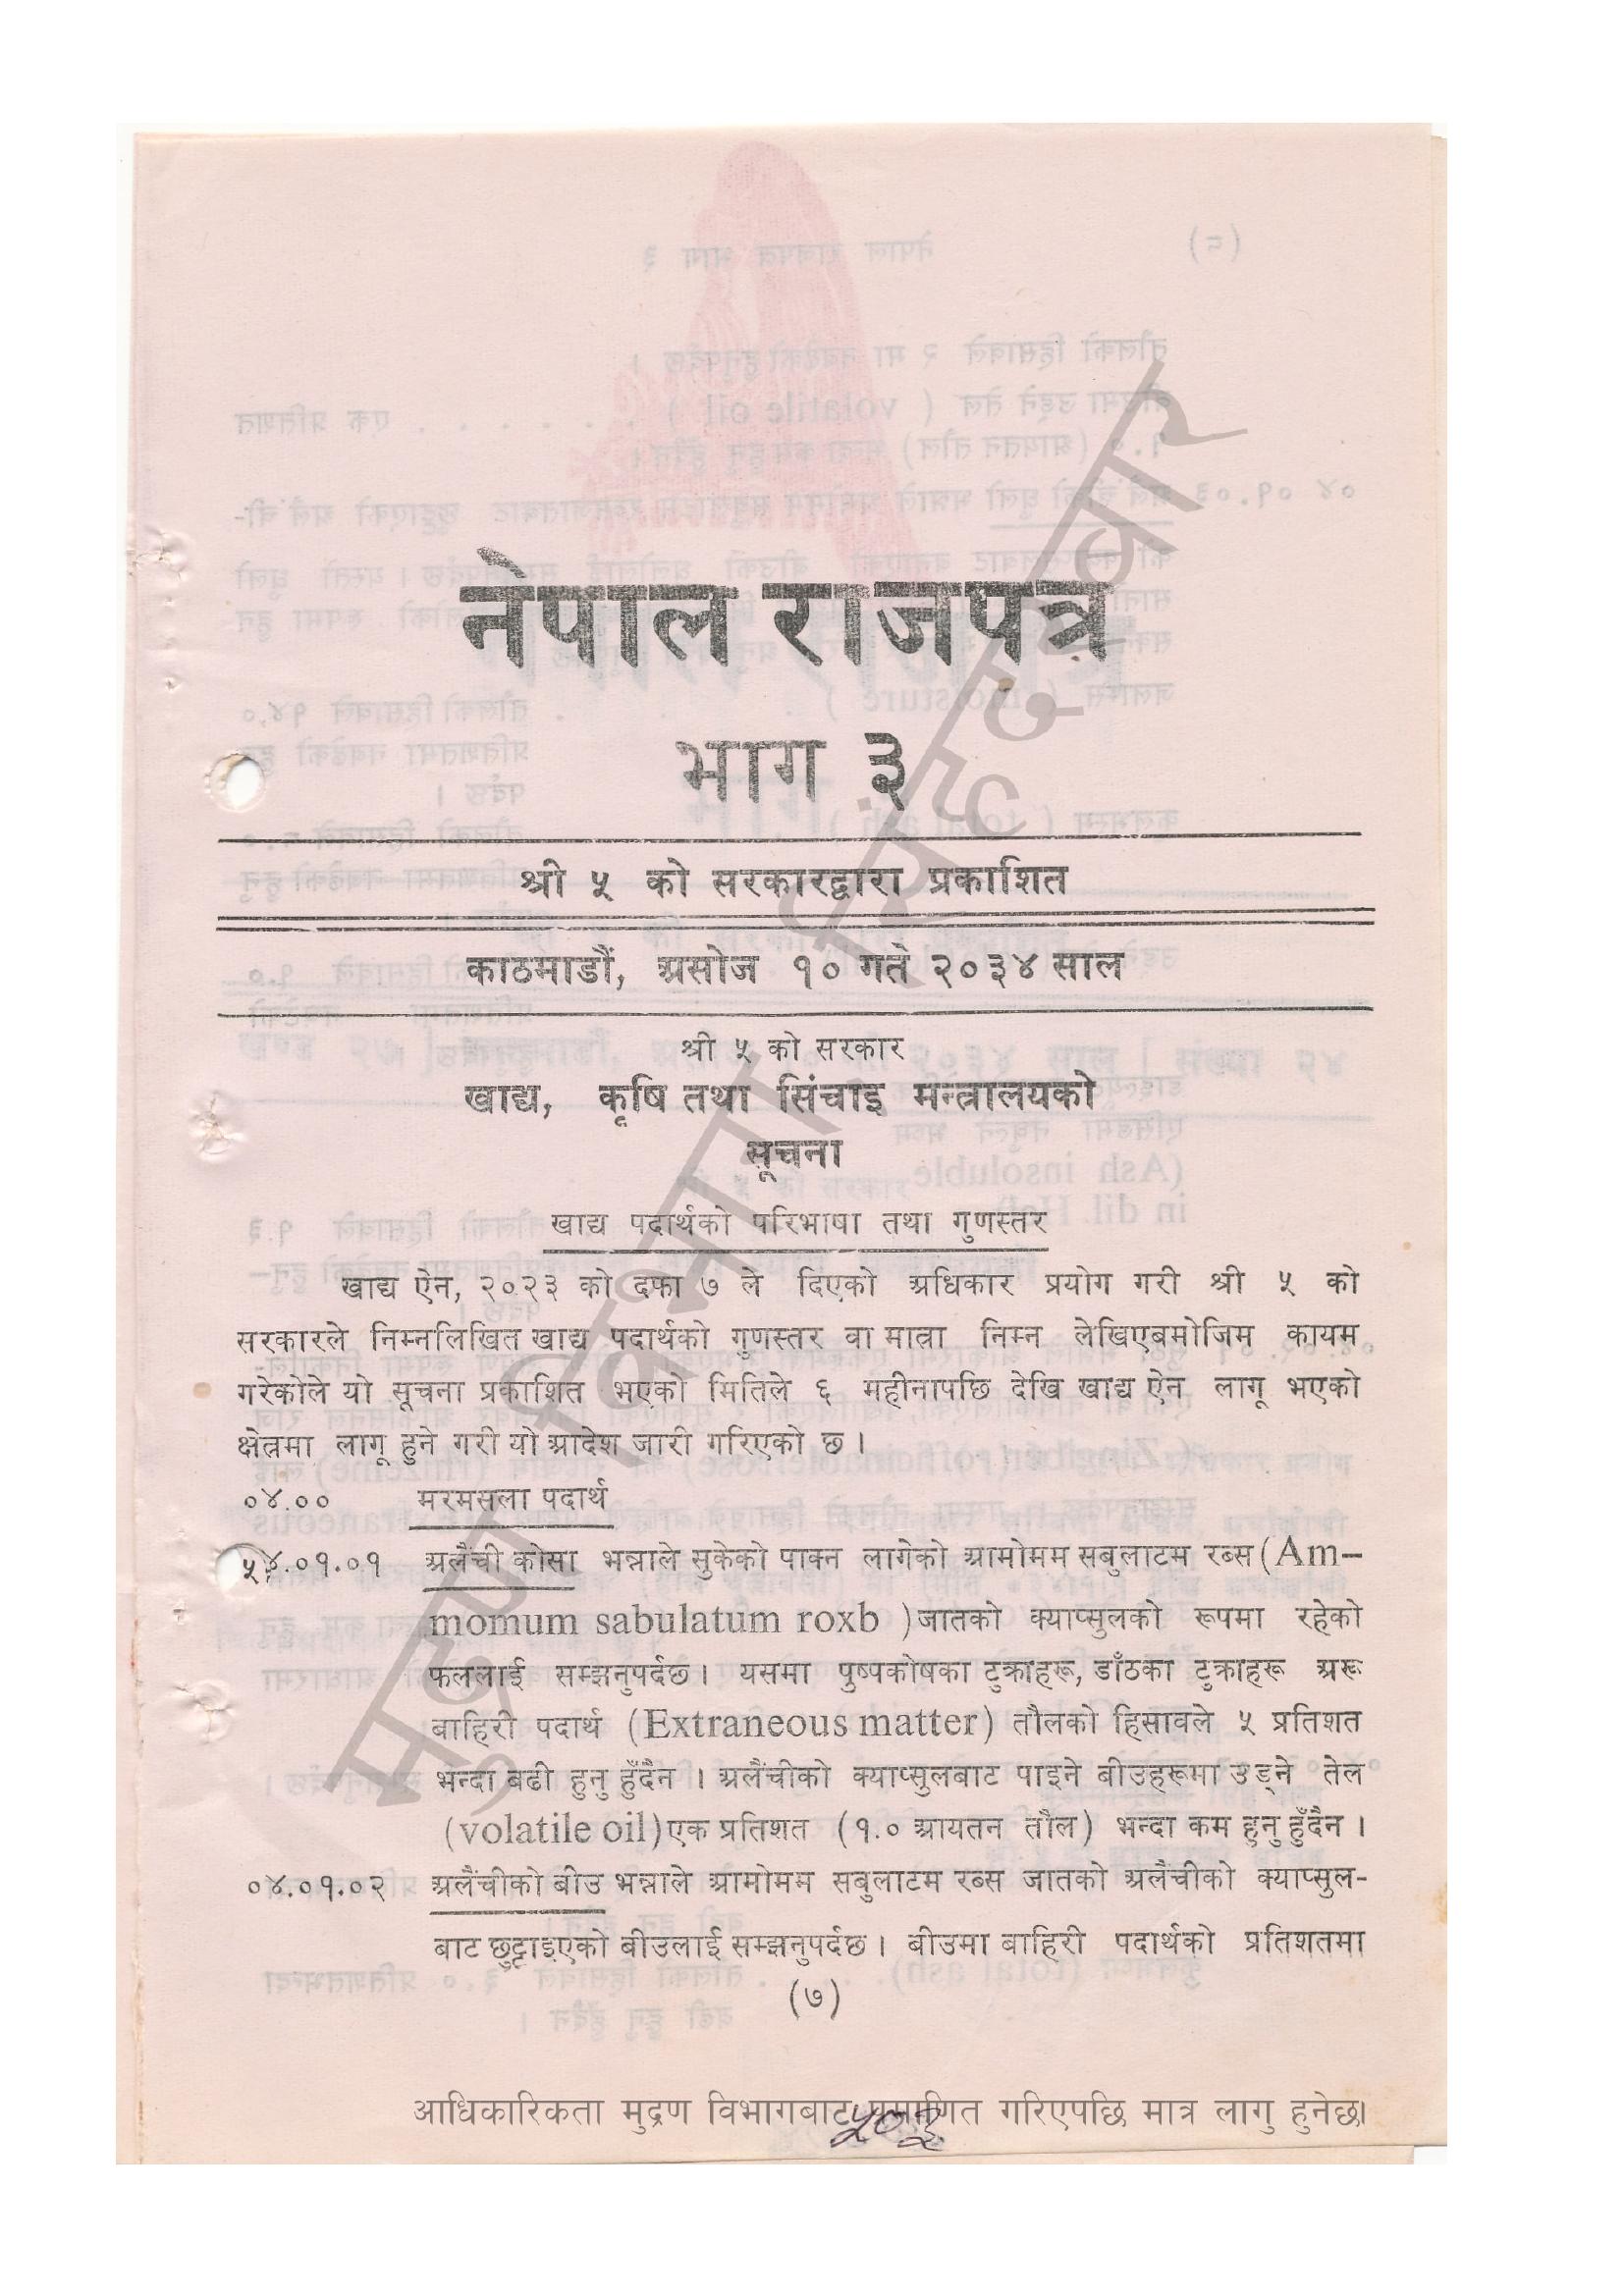 नेपाल राजपत्र
भाग ३
श्री ५ को सरकारद्वारा प्रकाशित
काठमाडौं, असोज १० गते २०३४ साल
श्री ५ को सरकार
खाद्य, कृषि तथा सिंचाइ मन्त्रालयको
सूचना
खाद्य पदार्थको परिभाषा तथा गुणस्तर
खाद्य ऐन, २०२३ को दफा ७ ले दिएको अधिकार प्रयोग गरी श्री ५ को
सरकारले निम्नलिखित खाद्य पदार्थको गुणस्तर वा मात्रा निम्न लेखिएबमोजिम कायम
गरेकोले यो सूचना प्रकाशित भएको मितिले ६ महीनापछि देखि खाद्य ऐन लागू भएको
क्षेत्रमा लागू हुने गरी यो आदेश जारी गरिएको छ ।
०४.०० मरमसला पदार्थ
४.०१.०१ अलैंची कोसा भन्नाले सुकेको पाक्न लागेको आमोमम सबुलाटम रब्स (Am-
momum sabulatum roxb ) जातको क्याप्सुलको रूपमा रहेको
फललाई सम्झनुपर्दछ । यसमा पुष्पकोषका टुक्राहरू, डाँठका टुक्राहरू अरू
बाहिरी पदार्थ (Extraneous matter) तौलको हिसावले ५ प्रतिशत
भन्दा बढी हुनु हुँदैन । अलैंचीको क्याप्सुलबाट पाइने बीउहरूमा उड्ने तेल
(volatile oil) एक प्रतिशत (१.० आयतन तौल) भन्दा कम हुनु हुँदैन ।
०४.०१.०२ अलैंचीको बीउ भन्नाले आमोमम सबुलाटम रब्स जातको अलैंचीको क्याप्सुल-
बाट छुट्टाइएको बीउलाई सम्झनुपर्दछ । बीउमा बाहिरी पदार्थको प्रतिशतमा
(७)
आधिकारिकता मुद्रण विभागबाट प्रमाणित गरिएपछि मात्र लागु हुनेछ।
५०३
मुद्रण विभाग, सिंहदरवार